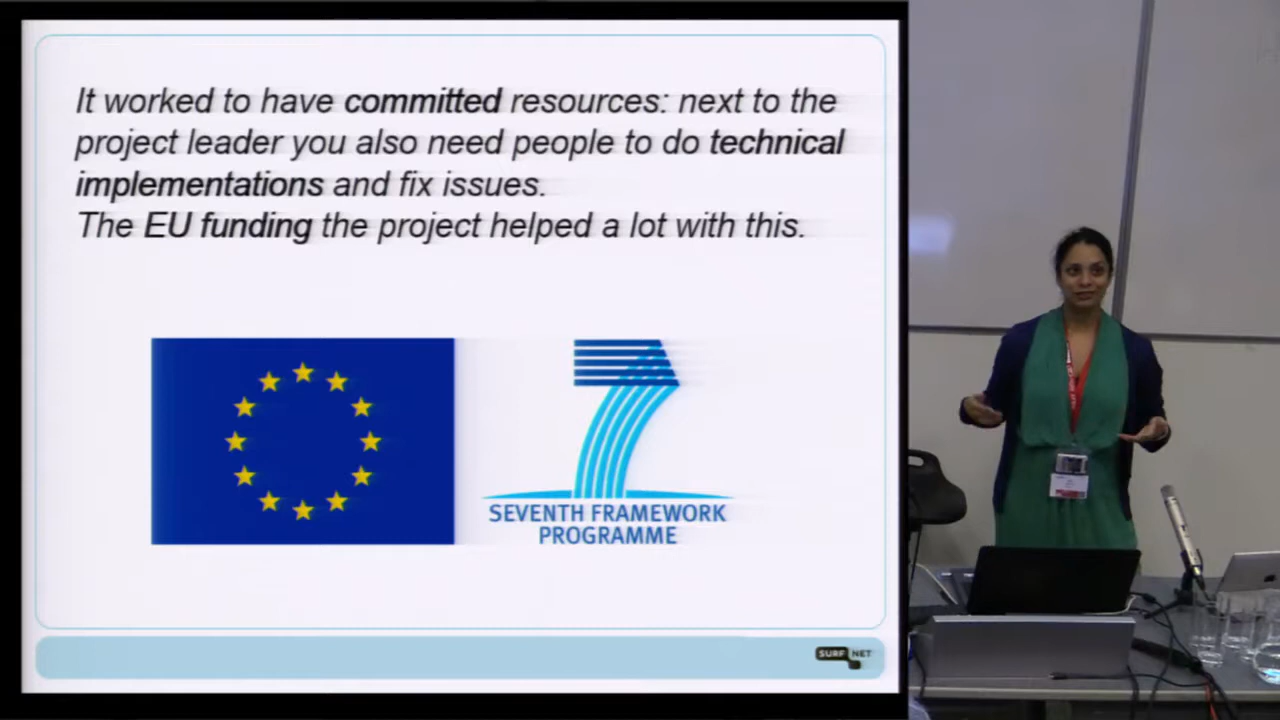 It worked to have committed resources: next to the
project leader you also need people to do technical
implementations and fix issues.
The EU funding the project helped a lot with this.
7
SEVENTH FRAMEWORK
PROGRAMME
SURF NET